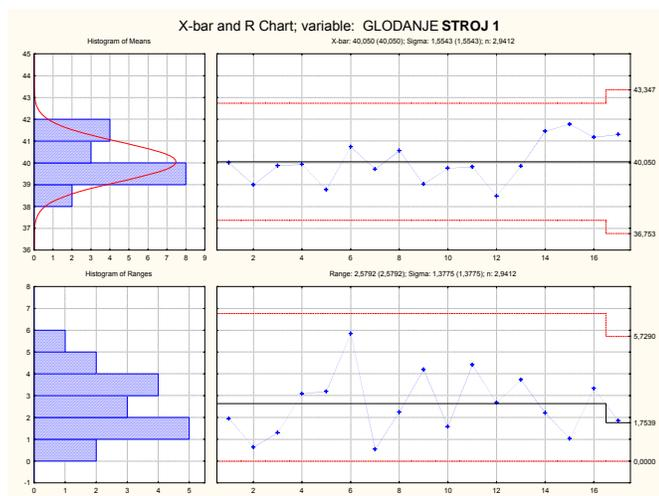 X-bar and R Chart; variable: GLODANJE STROJ 1
Histogram of Means
X-bar: 40,050 (40,050); Sigma: 1,5543 (1,5543); n: 2,9412
45
44
43
42
41
40
39
38
37
36
0 1 2 3 4 5 6 7 8 9
43,347
40,050
36,753
2 4 6 8 10 12 14 16
Histogram of Ranges
Range: 2,5792 (2,5792); Sigma: 1,3775 (1,3775); n: 2,9412
8
7
6
5
4
3
2
1
0
-1
0 1 2 3 4 5
5,7290
1,7539
0,0000
2 4 6 8 10 12 14 16